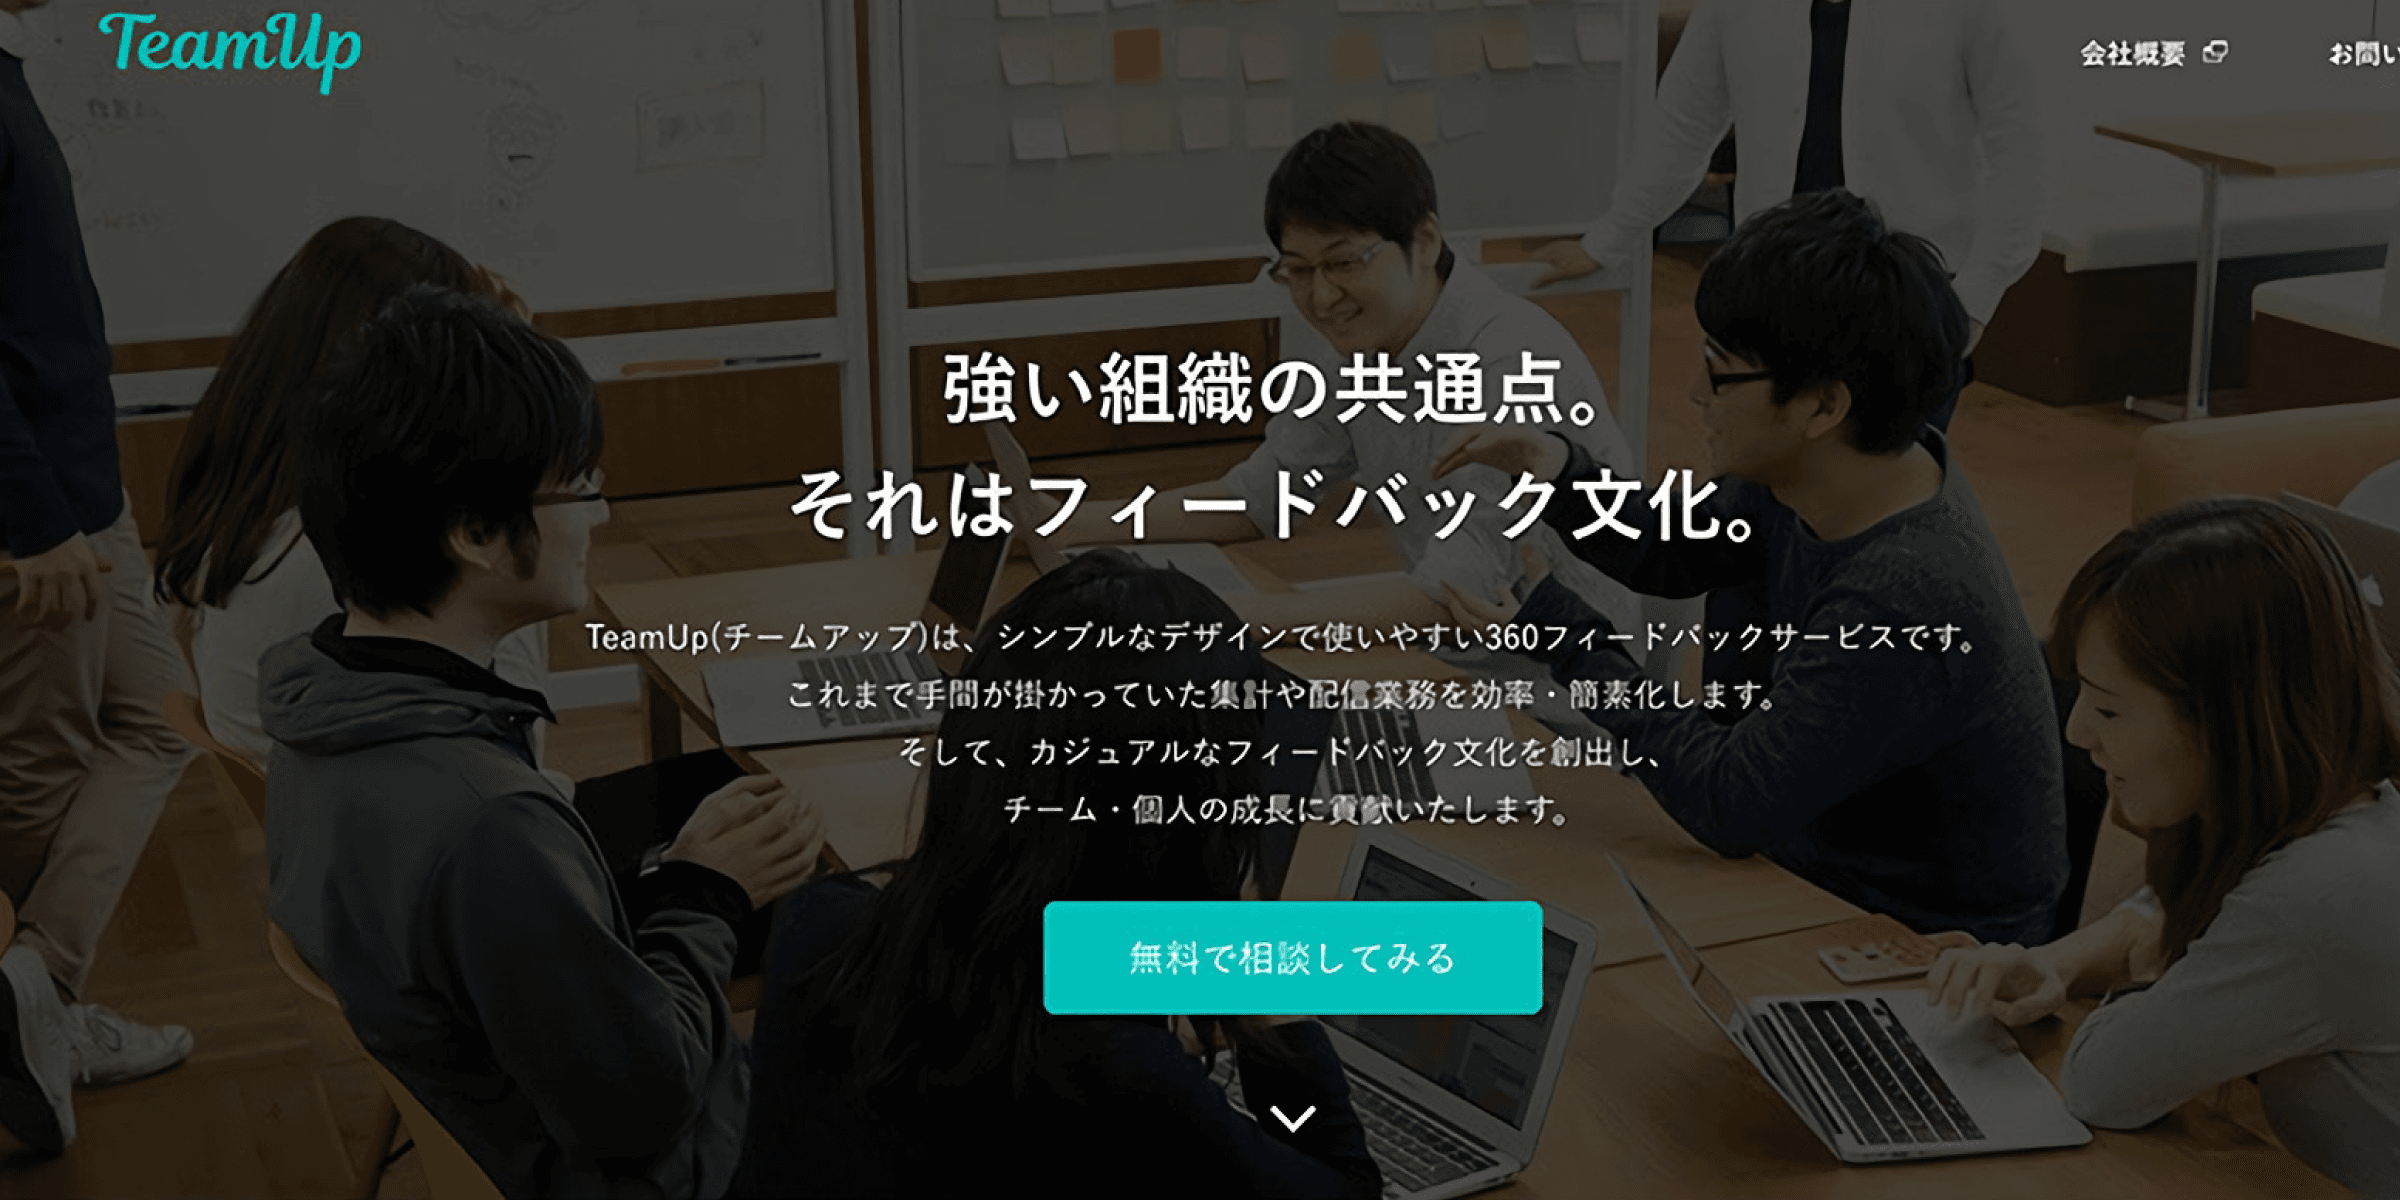 TeamUp
会社概要
お問い
強い組織の共通点。
それはフィードバック文化。
TeamUp(チームアップ)は、シンプルなデザインで使いやすい360フィードバックサービスです。
これまで手間が掛かっていた集計や配信業務を効率・簡素化します。
そして、カジュアルなフィードバック文化を創出し、
チーム・個人の成長に貢献いたします。
無料で相談してみる